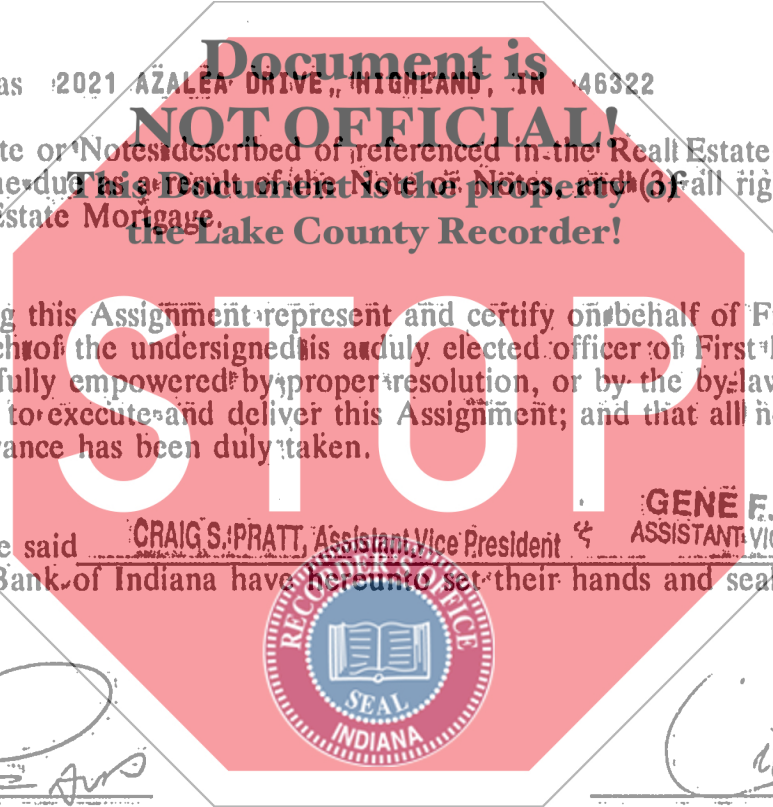 Document is
as 2021 AZALEA DRIVE, HIGHLAND, IN 46322
NOT OFFICIAL!
te or Notes described of referenced in the Real Estate
e due as a result of the Note or Notes, and (3) all rig
This Document is the property of
Estate Mortgage.
the Lake County Recorder!
g this Assignment represent and certify on behalf of F
ch of the undersigned is a duly elected officer of First
fully empowered by proper resolution, or by the by-law
to execute and deliver this Assignment; and that all n
ance has been duly taken.
STOP
GENE F.
e said CRAIG S. PRATT, Assistant Vice President & ASSISTANT VIC
Bank of Indiana have hereunto set their hands and seal
RECORDER'S OFFICE
SEAL
INDIANA